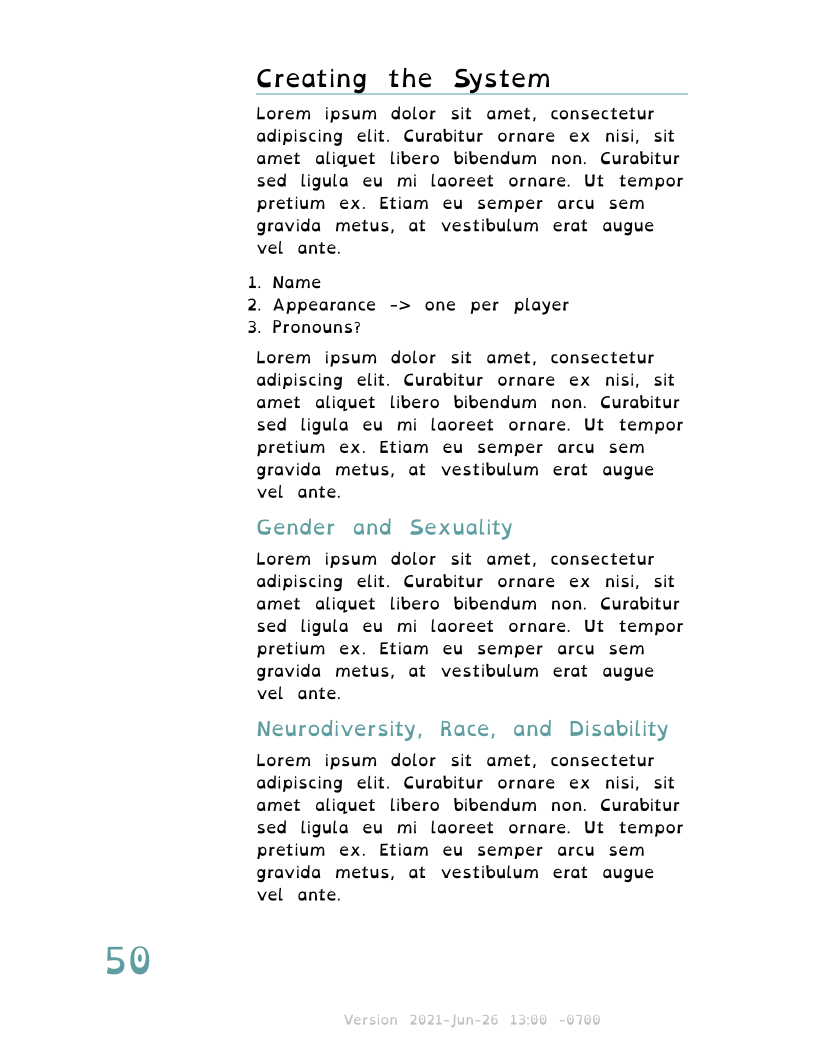 Creating the System
Lorem ipsum dolor sit amet, consectetur
adipiscing elit. Curabitur ornare ex nisi, sit
amet aliquet libero bibendum non. Curabitur
sed ligula eu mi laoreet ornare. Ut tempor
pretium ex. Etiam eu semper arcu sem
gravida metus, at vestibulum erat augue
vel ante.
1. Name
2. Appearance -> one per player
3. Pronouns?
Lorem ipsum dolor sit amet, consectetur
adipiscing elit. Curabitur ornare ex nisi, sit
amet aliquet libero bibendum non. Curabitur
sed ligula eu mi laoreet ornare. Ut tempor
pretium ex. Etiam eu semper arcu sem
gravida metus, at vestibulum erat augue
vel ante.
Gender and Sexuality
Lorem ipsum dolor sit amet, consectetur
adipiscing elit. Curabitur ornare ex nisi, sit
amet aliquet libero bibendum non. Curabitur
sed ligula eu mi laoreet ornare. Ut tempor
pretium ex. Etiam eu semper arcu sem
gravida metus, at vestibulum erat augue
vel ante.
Neurodiversity, Race, and Disability
Lorem ipsum dolor sit amet, consectetur
adipiscing elit. Curabitur ornare ex nisi, sit
amet aliquet libero bibendum non. Curabitur
sed ligula eu mi laoreet ornare. Ut tempor
pretium ex. Etiam eu semper arcu sem
gravida metus, at vestibulum erat augue
vel ante.
50
Version 2021-Jun-26 13:00 -0700